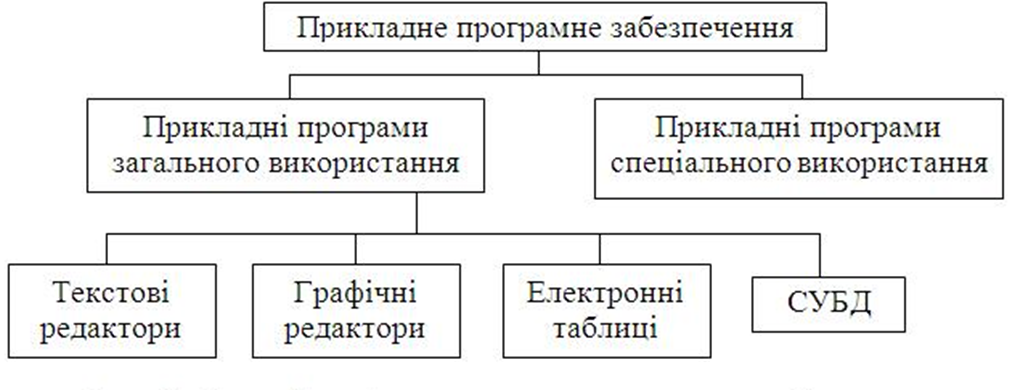 Прикладне програмне забезпечення
Прикладні програми
загального використання
Прикладні програми
спеціального використання
Текстові
редактори
Графічні
редактори
Електронні
таблиці
СУБД